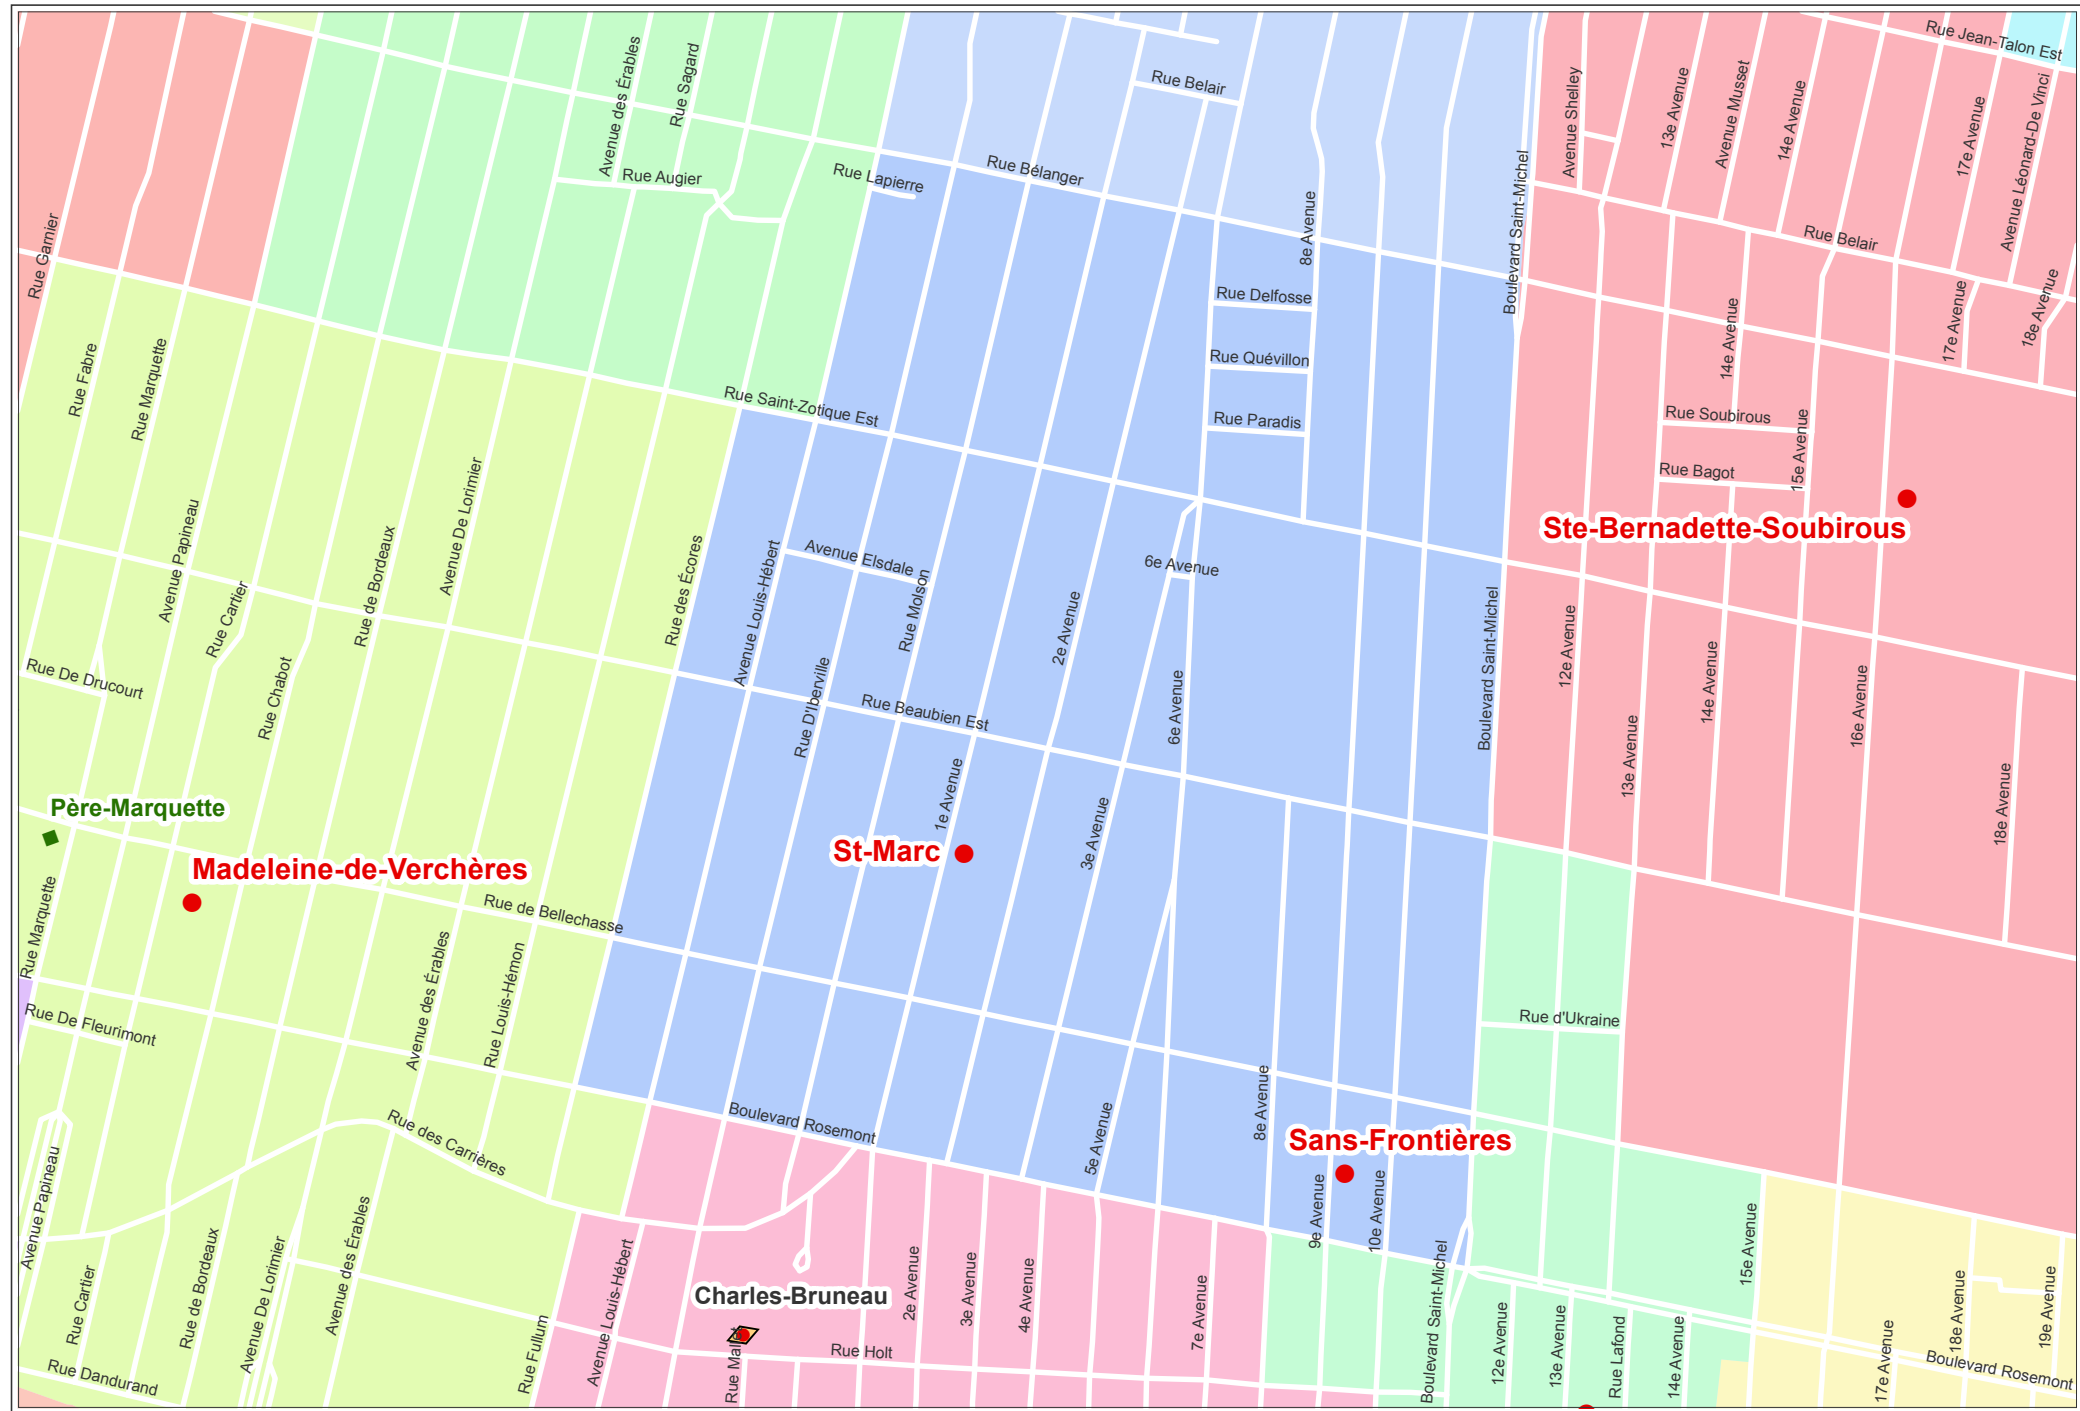 Rue Jean-Talon Est
Avenue des Érables
Rue Sagard
Rue Belair
Avenue Shelley
13e Avenue
Avenue Musset
14e Avenue
17e Avenue
Avenue Léonard-De Vinci
Rue Augier
Rue Lapierre
Rue Bélanger
Boulevard Saint-Michel
8e Avenue
Rue Belair
Rue Garnier
Rue Delfosse
14e Avenue
17e Avenue
18e Avenue
Rue Fabre
Rue Marquette
Rue Quévillon
Rue Saint-Zotique Est
Rue Paradis
Rue Soubirous
15e Avenue
Rue Bagot
Ste-Bernadette-Soubirous
Avenue Papineau
Rue Cartier
Rue de Bordeaux
Avenue De Lorimier
Rue des Écores
Avenue Louis-Hébert
Avenue Elsdale
Rue Molson
2e Avenue
6e Avenue
Rue De Drucourt
Rue Chabot
Rue D'Iberville
Rue Beaubien Est
6e Avenue
Boulevard Saint-Michel
12e Avenue
13e Avenue
14e Avenue
16e Avenue
18e Avenue
Père-Marquette
Madeleine-de-Verchères
St-Marc
1e Avenue
3e Avenue
Rue Marquette
Rue de Bellechasse
Avenue des Érables
Rue Louis-Hémon
Rue De Fleurimont
Rue d'Ukraine
Rue des Carrières
Boulevard Rosemont
5e Avenue
8e Avenue
Sans-Frontières
9e Avenue
10e Avenue
Boulevard Saint-Michel
15e Avenue
Avenue Papineau
Rue Cartier
Rue de Bordeaux
Avenue De Lorimier
Avenue des Érables
Rue Fullum
Avenue Louis-Hébert
Charles-Bruneau
2e Avenue
3e Avenue
4e Avenue
7e Avenue
Rue Holt
12e Avenue
13e Avenue
Rue Lafond
14e Avenue
17e Avenue
18e Avenue
19e Avenue
Boulevard Rosemont
Rue Dandurand